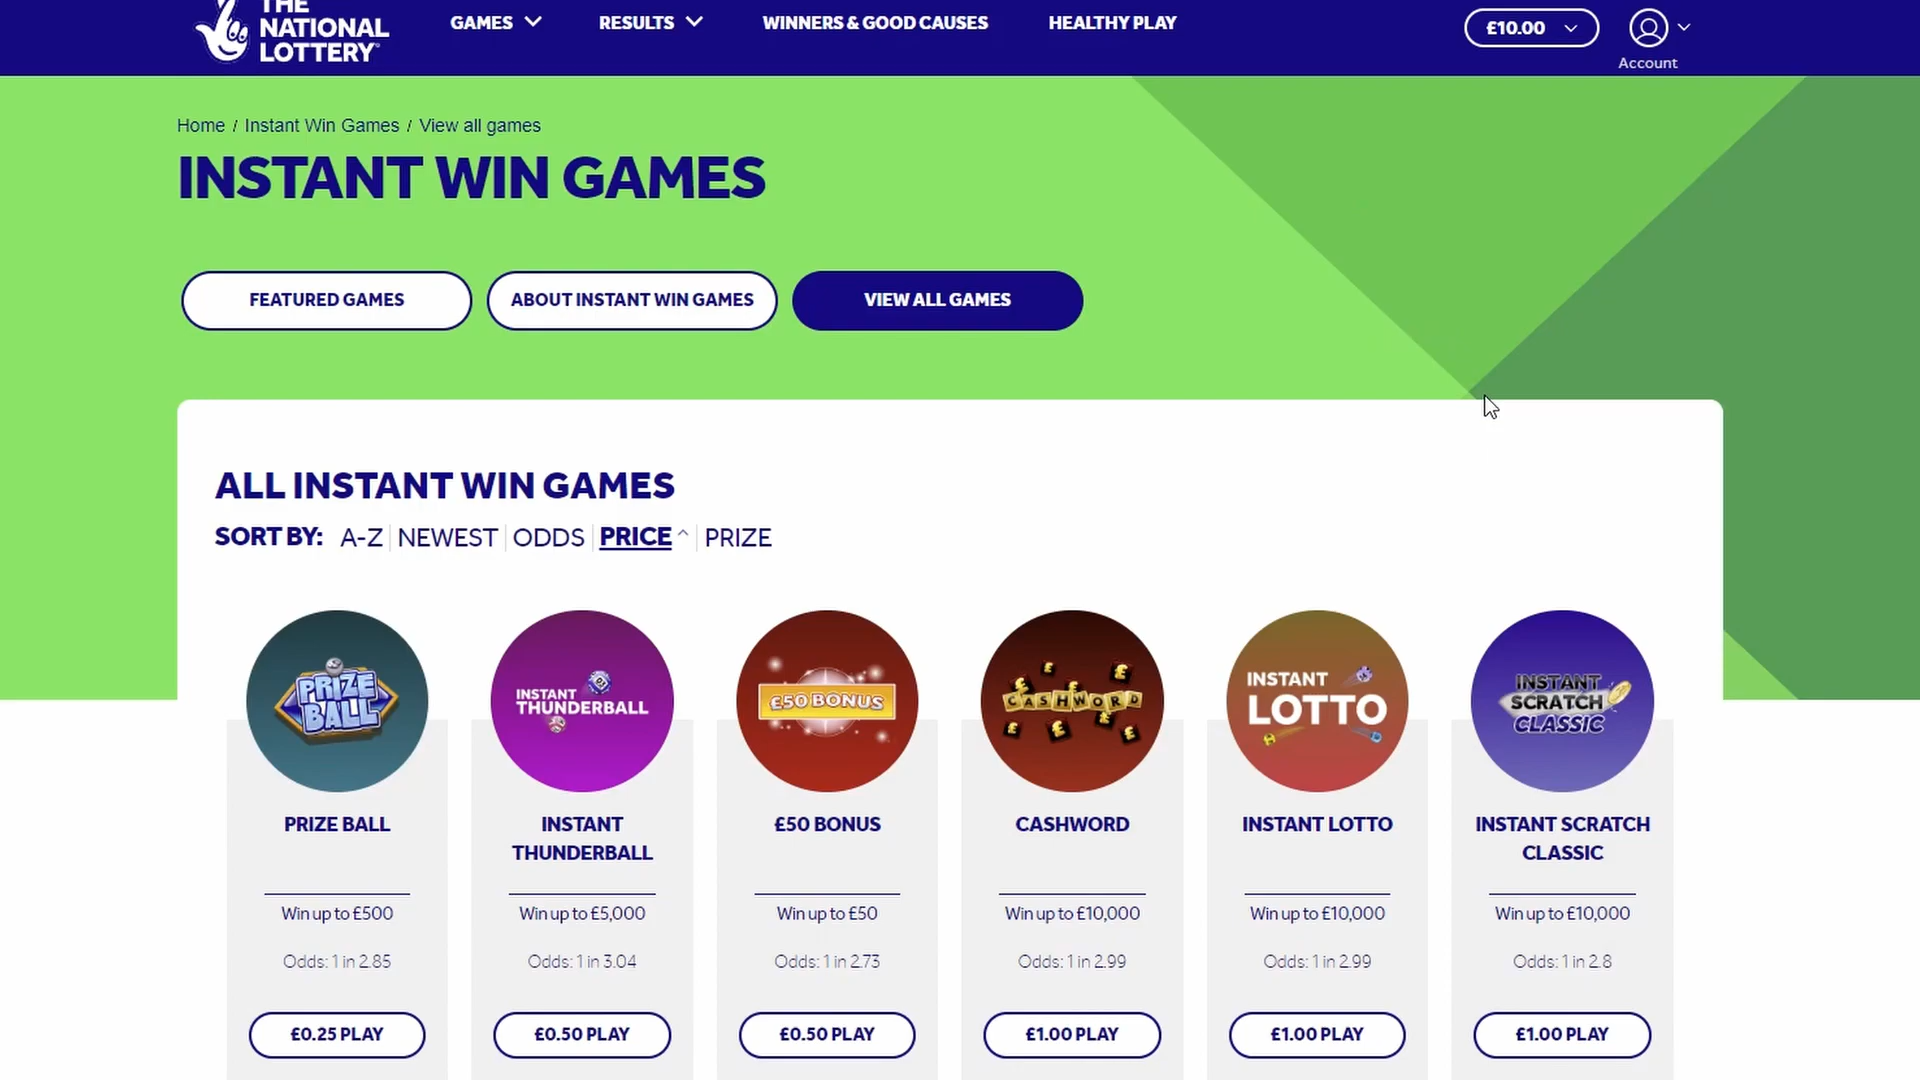 THE
NATIONAL
LOTTERY
GAMES
RESULTS
WINNERS & GOOD CAUSES
HEALTHY PLAY
£10.00
Account
Home / Instant Win Games / View all games
INSTANT WIN GAMES
FEATURED GAMES
ABOUT INSTANT WIN GAMES
VIEW ALL GAMES
ALL INSTANT WIN GAMES
SORT BY: A-Z NEWEST ODDS PRICE ^ PRIZE
PRIZE
BALL
INSTANT
THUNDERBALL
£50 BONUS
CASHWORD
INSTANT
LOTTO
INSTANT
SCRATCH
CLASSIC
PRIZE BALL
INSTANT
THUNDERBALL
£50 BONUS
CASHWORD
INSTANT LOTTO
INSTANT SCRATCH
CLASSIC
Win up to £500
Win up to £5,000
Win up to £50
Win up to £10,000
Win up to £10,000
Win up to £10,000
Odds: 1 in 2.85
Odds: 1 in 3.04
Odds: 1 in 2.73
Odds: 1 in 2.99
Odds: 1 in 2.99
Odds: 1 in 2.8
£0.25 PLAY
£0.50 PLAY
£0.50 PLAY
£1.00 PLAY
£1.00 PLAY
£1.00 PLAY